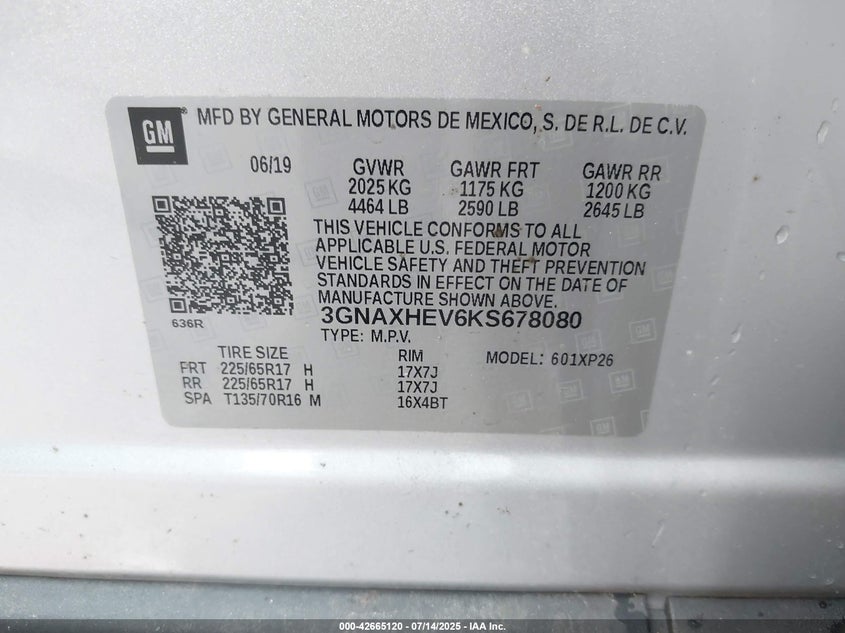 GM
MFD BY GENERAL MOTORS DE MEXICO, S. DE R.L. DE C.V.
06/19 GVWR GAWR FRT GAWR RR
2025 KG 1175 KG 1200 KG
4464 LB 2590 LB 2645 LB
THIS VEHICLE CONFORMS TO ALL
APPLICABLE U.S. FEDERAL MOTOR
VEHICLE SAFETY AND THEFT PREVENTION
STANDARDS IN EFFECT ON THE DATE OF
MANUFACTURE SHOWN ABOVE.
3GNAXHEV6KS678080
636R
TYPE: M.P.V.
TIRE SIZE RIM MODEL: 601XP26
FRT 225/65R17 H 17X7J
RR 225/65R17 H 17X7J
SPA T135/70R16 M 16X4BT
000-42665120 - 07/14/2025 - IAA Inc.